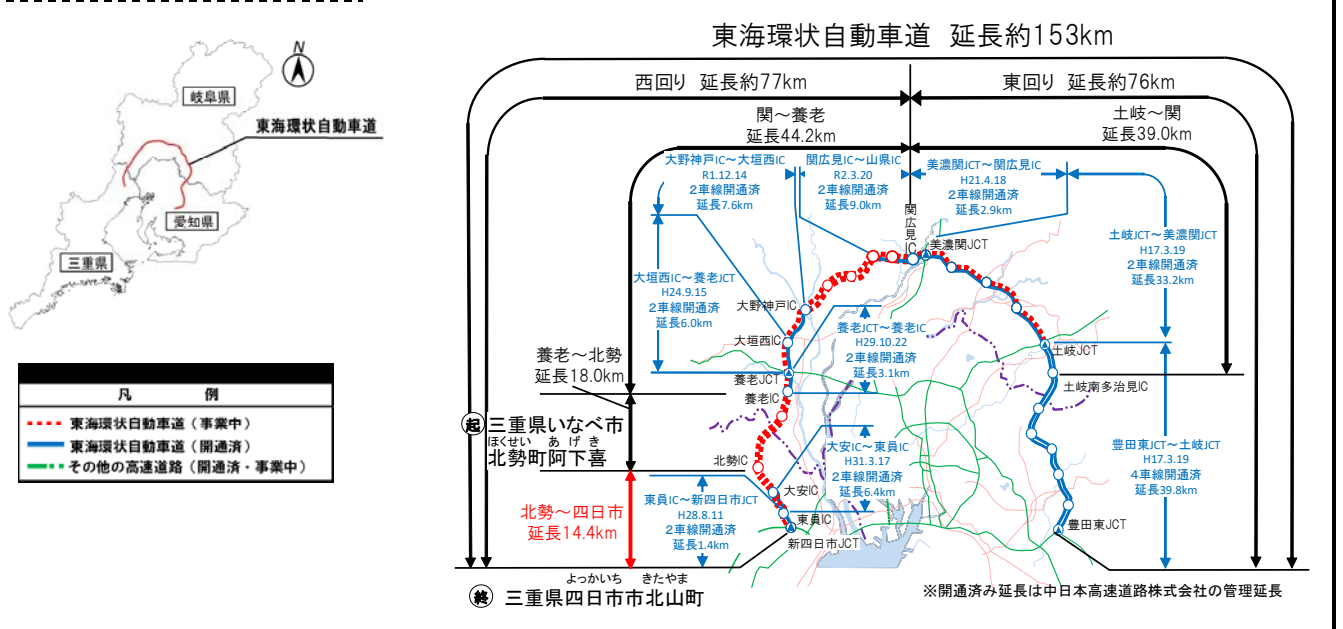 東海環状自動車道 延長約153km
西回り 延長約77km
東回り 延長約76km
関～養老
延長44.2km
土岐～関
延長39.0km
N
岐阜県
東海環状自動車道
愛知県
三重県
凡 例
東海環状自動車道（事業中）
東海環状自動車道（開通済）
その他の高速道路（開通済・事業中）
大野神戸IC～大垣西IC
R1.12.14
２車線開通済
延長7.6km
関広見IC～山県IC
R2.3.20
２車線開通済
延長9.0km
美濃関JCT～関広見IC
H21.4.18
２車線開通済
延長2.9km
関広見IC
美濃関JCT
土岐JCT～美濃関JCT
H17.3.19
２車線開通済
延長33.2km
大垣西IC～養老JCT
H24.9.15
２車線開通済
延長6.0km
大野神戸IC
大垣西IC
養老JCT
養老IC
養老JCT～養老IC
H29.10.22
２車線開通済
延長3.1km
土岐JCT
土岐南多治見IC
養老～北勢
延長18.0km
起 三重県いなべ市
ほくせい あげき
北勢町阿下喜
北勢IC
大安IC
東員IC
新四日市JCT
大安IC～東員IC
H31.3.17
２車線開通済
延長6.4km
豊田東JCT～土岐JCT
H17.3.19
４車線開通済
延長39.8km
豊田東JCT
北勢～四日市
延長14.4km
東員IC～新四日市JCT
H28.8.11
２車線開通済
延長1.4km
よっかいち きたやま
終 三重県四日市市北山町
※開通済み延長は中日本高速道路株式会社の管理延長